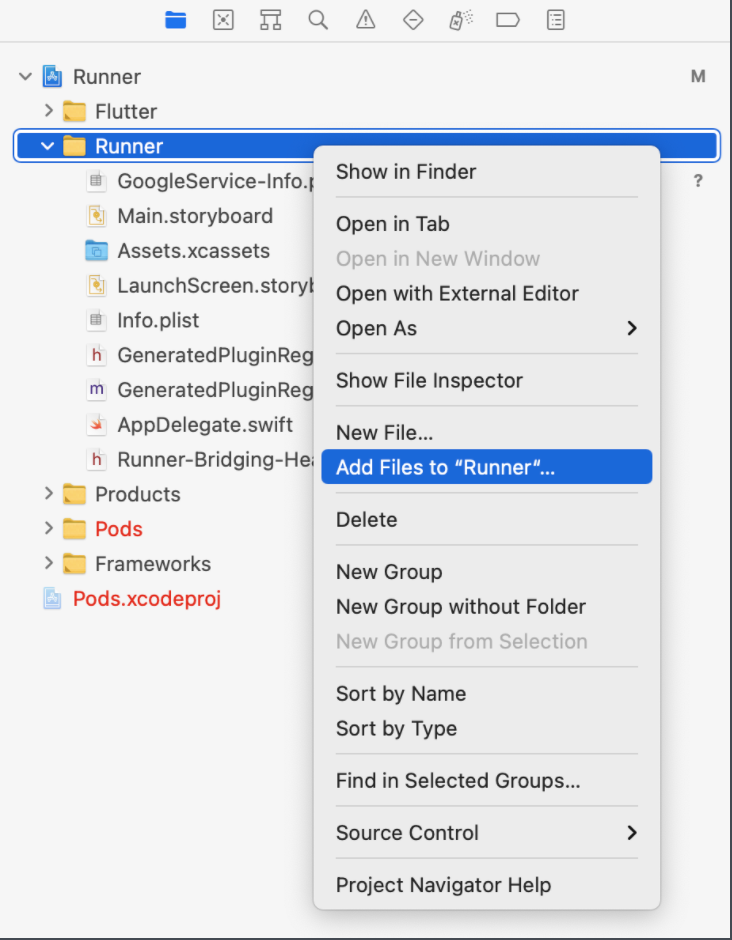 Runner
M
Flutter
Runner
GoogleService-Info.p
?
Main.storyboard
Assets.xcassets
LaunchScreen.storyb
Info.plist
GeneratedPluginReg
GeneratedPluginReg
AppDelegate.swift
Runner-Bridging-Hea
Products
Pods
Frameworks
Pods.xcodeproj
Show in Finder
Open in Tab
Open in New Window
Open with External Editor
Open As
Show File Inspector
New File...
Add Files to “Runner”...
Delete
New Group
New Group without Folder
New Group from Selection
Sort by Name
Sort by Type
Find in Selected Groups...
Source Control
Project Navigator Help